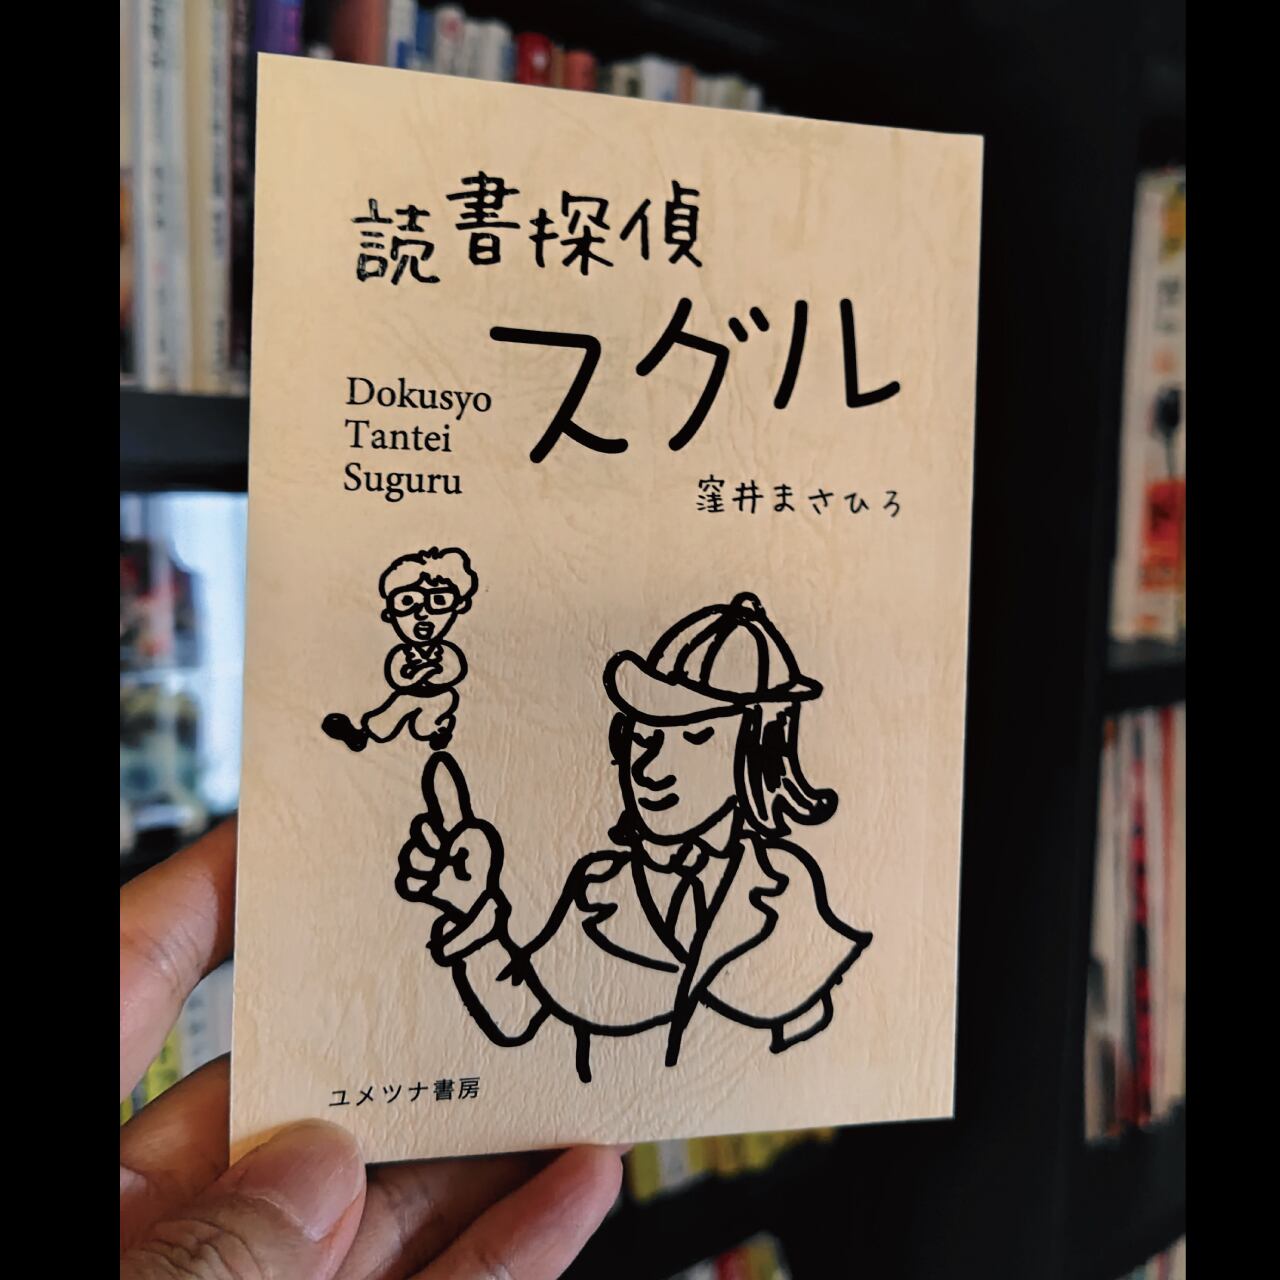 読書探偵
スグル
Dokusyo
Tantei
Suguru
窪井まさひろ
ユメツナ書房